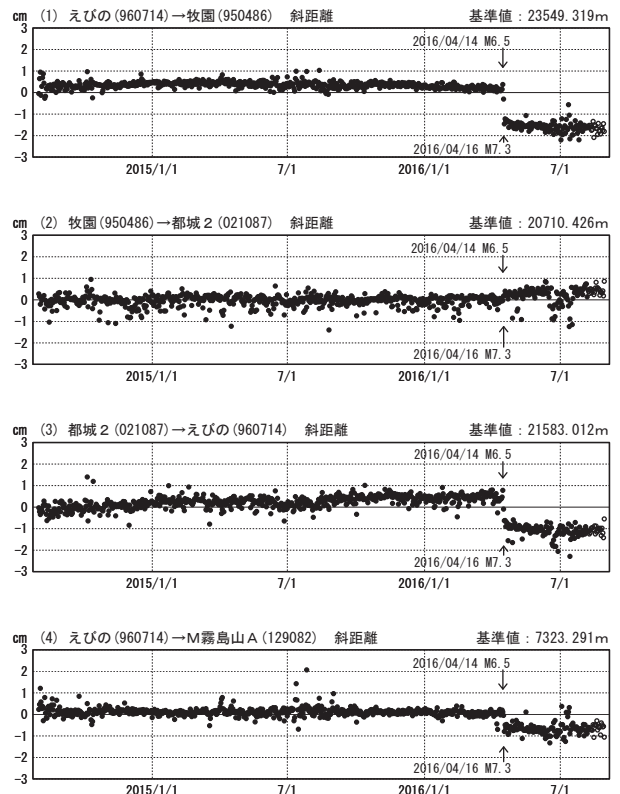 (1) えびの(960714)→牧園(950486) 斜距離 基準値：23549.319m
cm
3
2
1
0
−1
−2
−3
2016/04/14 M6.5
2016/04/16 M7.3
2015/1/1 7/1 2016/1/1 7/1
(2) 牧園(950486)→都城２(021087) 斜距離 基準値：20710.426m
cm
3
2
1
0
−1
−2
−3
2016/04/14 M6.5
2016/04/16 M7.3
2015/1/1 7/1 2016/1/1 7/1
(3) 都城２(021087)→えびの(960714) 斜距離 基準値：21583.012m
cm
3
2
1
0
−1
−2
−3
2016/04/14 M6.5
2016/04/16 M7.3
2015/1/1 7/1 2016/1/1 7/1
(4) えびの(960714)→Ｍ霧島山Ａ(129082) 斜距離 基準値：7323.291m
cm
3
2
1
0
−1
−2
−3
2016/04/14 M6.5
2016/04/16 M7.3
2015/1/1 7/1 2016/1/1 7/1